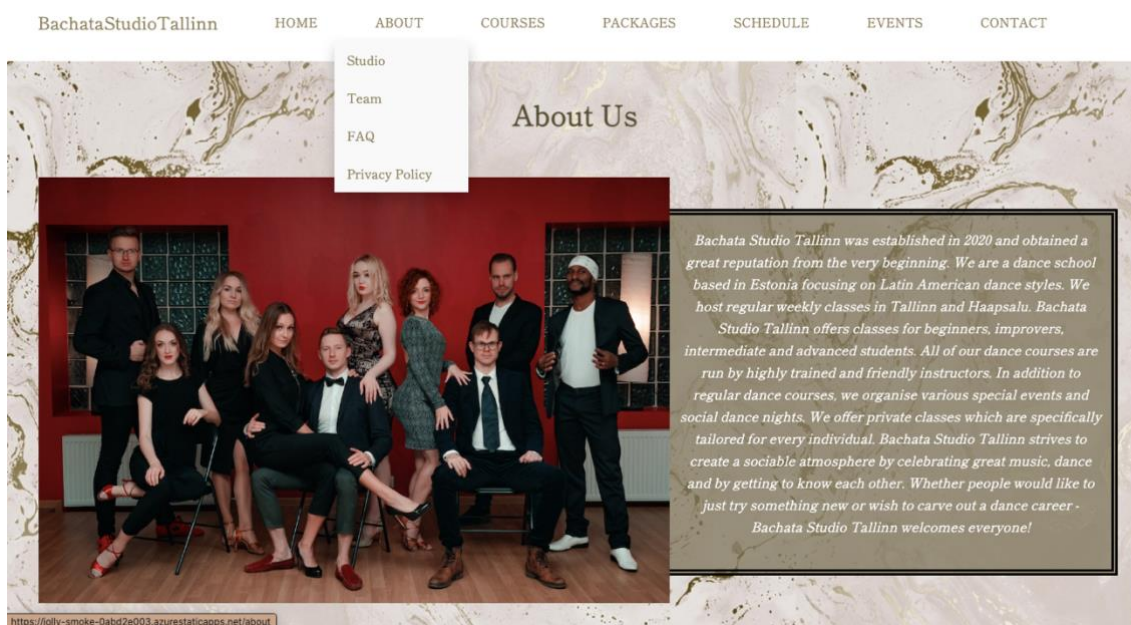 BachataStudioTallinn HOME ABOUT COURSES PACKAGES SCHEDULE EVENTS CONTACT
Studio
Team
FAQ
Privacy Policy
About Us
Bachata Studio Tallinn was established in 2020 and obtained a
great reputation from the very beginning. We are a dance school
based in Estonia focusing on Latin American dance styles. We
host regular weekly classes in Tallinn and Haapsalu. Bachata
Studio Tallinn offers classes for beginners, improvers,
intermediate and advanced students. All of our dance courses are
run by highly trained and friendly instructors. In addition to
regular dance courses, we organise various special events and
social dance nights. We offer private classes which are specifically
tailored for every individual. Bachata Studio Tallinn strives to
create a sociable atmosphere by celebrating great music, dance
and by getting to know each other. Whether people would like to
just try something new or wish to carve out a dance career -
Bachata Studio Tallinn welcomes everyone!
https://jolly-smoke-0abd2e003.azurestaticapps.net/about